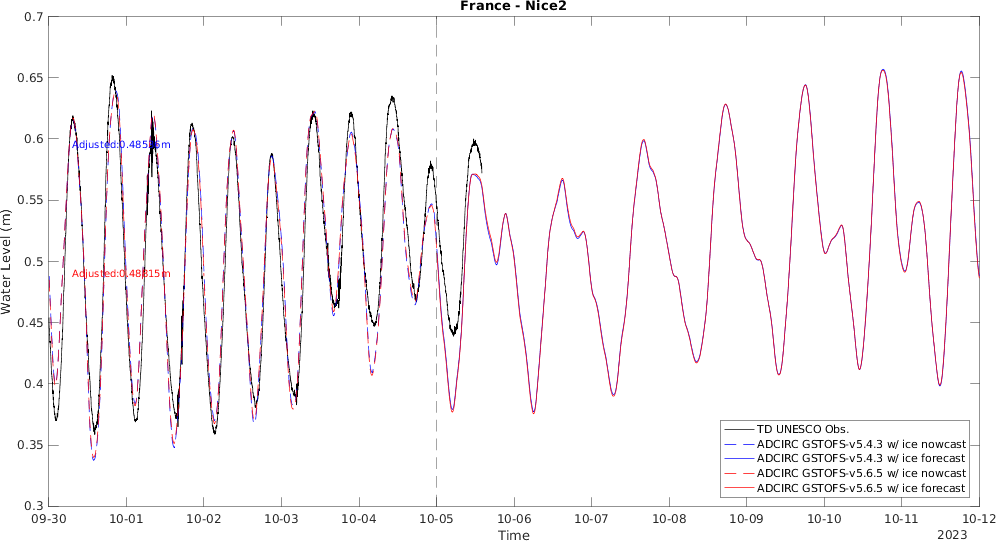 France - Nice2
0.7
0.65
0.6
0.55
0.5
0.45
0.4
0.35
0.3
Water Level (m)
Adjusted:0.48815m
TD UNESCO Obs.
ADCIRC GSTOFS-v5.4.3 w/ ice nowcast
ADCIRC GSTOFS-v5.4.3 w/ ice forecast
ADCIRC GSTOFS-v5.6.5 w/ ice nowcast
ADCIRC GSTOFS-v5.6.5 w/ ice forecast
09-30 10-01 10-02 10-03 10-04 10-05 10-06 10-07 10-08 10-09 10-10 10-11 10-12
Time
2023